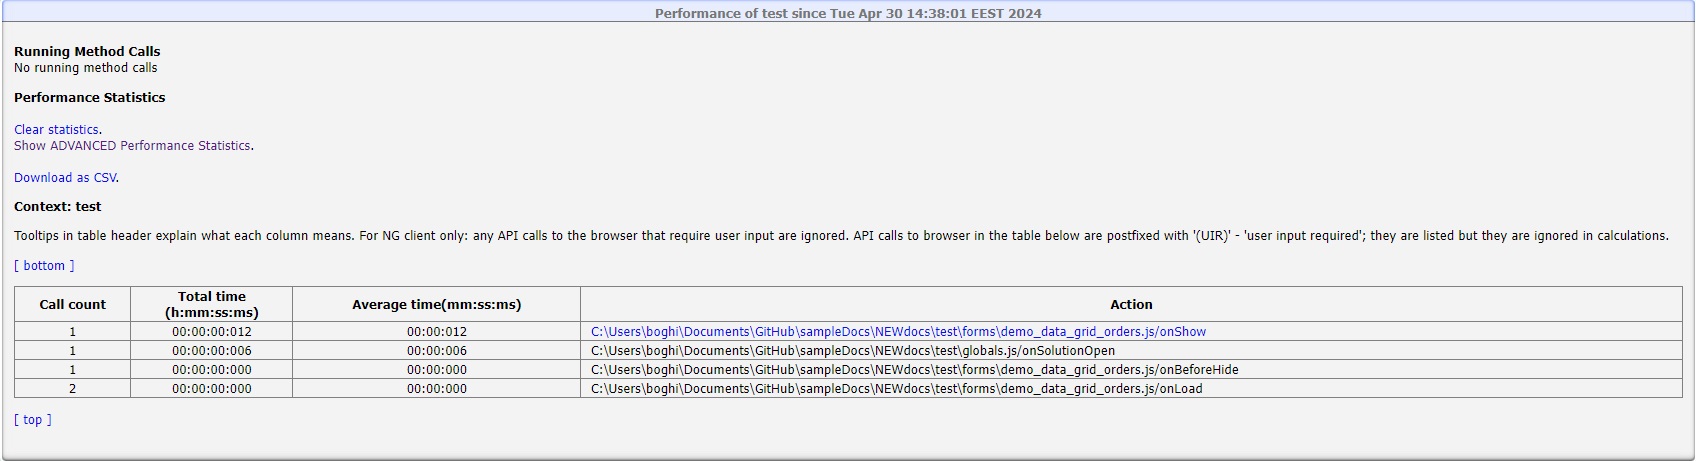 Performance of test since Tue Apr 30 14:38:01 EEST 2024
Running Method Calls
No running method calls
Performance Statistics
Clear statistics.
Show ADVANCED Performance Statistics.
Download as CSV.
Context: test
Tooltips in table header explain what each column means. For NG client only: any API calls to the browser that require user input are ignored. API calls to browser in the table below are postfixed with '(UIR)' - 'user input required'; they are listed but they are ignored in calculations.
[ bottom ]
Call count Total time (h:mm:ss:ms) Average time(mm:ss:ms) Action
1 00:00:00:012 00:00:012 C:\Users\boghi\Documents\GitHub\sampleDocs\NEWdocs\test\forms\demo_data_grid_orders.js/onShow
1 00:00:00:006 00:00:006 C:\Users\boghi\Documents\GitHub\sampleDocs\NEWdocs\test\globals.js/onSolutionOpen
1 00:00:00:000 00:00:000 C:\Users\boghi\Documents\GitHub\sampleDocs\NEWdocs\test\forms\demo_data_grid_orders.js/onBeforeHide
2 00:00:00:000 00:00:000 C:\Users\boghi\Documents\GitHub\sampleDocs\NEWdocs\test\forms\demo_data_grid_orders.js/onLoad
[ top ]